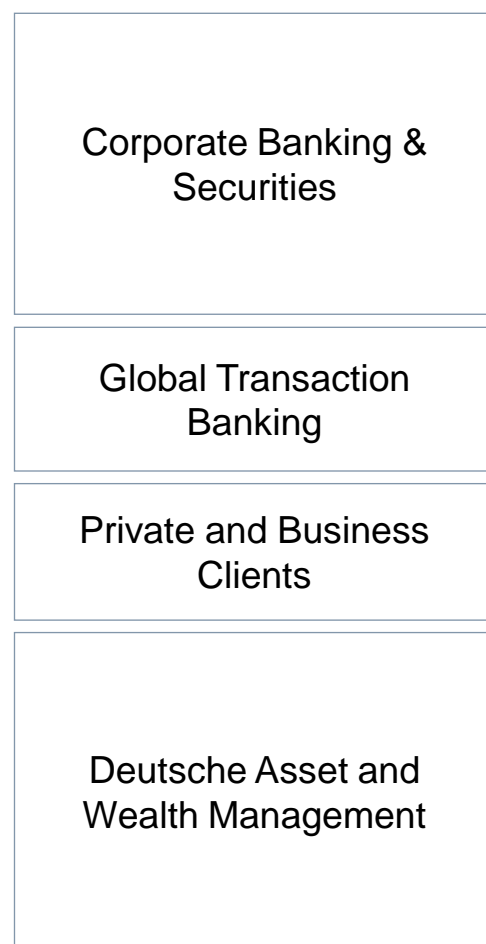 Corporate Banking &
Securities
Global Transaction
Banking
Private and Business
Clients
Deutsche Asset and
Wealth Management